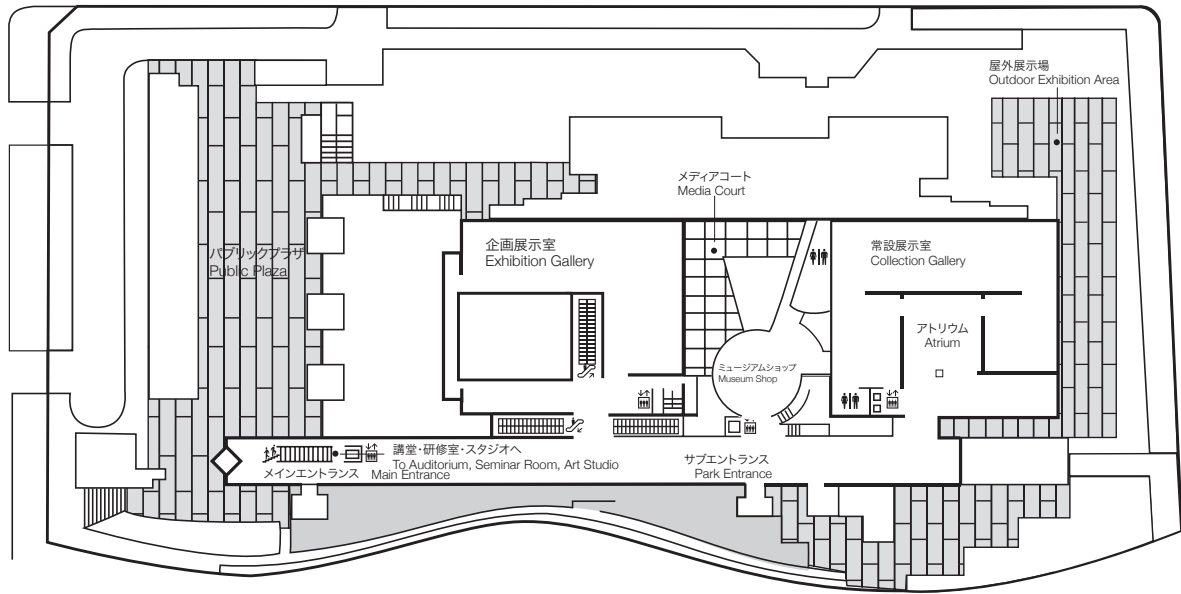 屋外展示場
Outdoor Exhibition Area
メディアコート
Media Court
パブリックプラザ
Public Plaza
企画展示室
Exhibition Gallery
常設展示室
Collection Gallery
アトリウム
Atrium
ミュージアムショップ
Museum Shop
講堂・研修室・スタジオへ
To Auditorium, Seminar Room, Art Studio
メインエントランス
Main Entrance
サブエントランス
Park Entrance